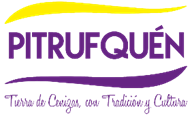 PITRUFQUÉN
Tierra de Cenizas, con Tradición y Cultura